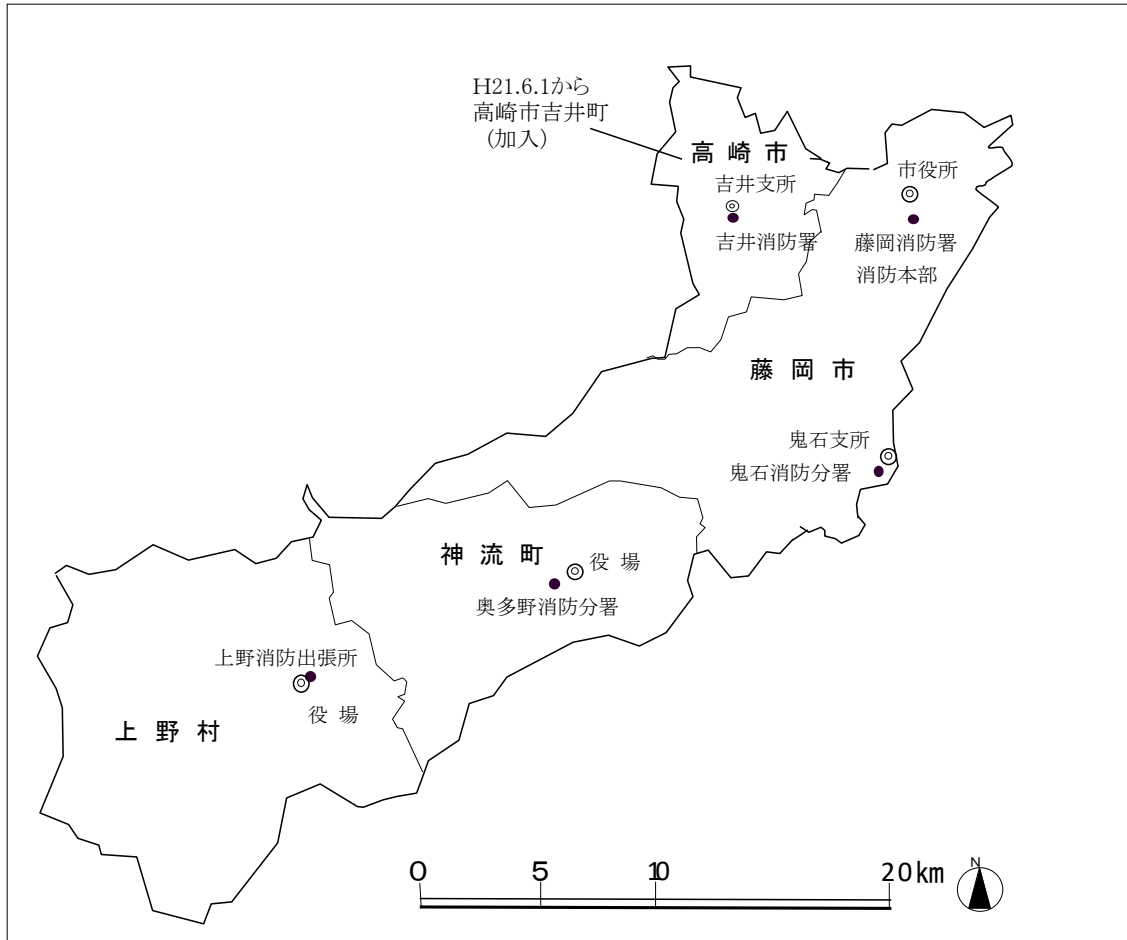 H21.6.1から
高崎市吉井町
(加入)
高 崎 市
吉井支所
吉井消防署
市役所
藤岡消防署
消防本部
藤 岡 市
鬼石支所
鬼石消防分署
神 流 町
役 場
奥多野消防分署
上野消防出張所
役 場
上 野 村
0 5 10 20km
N